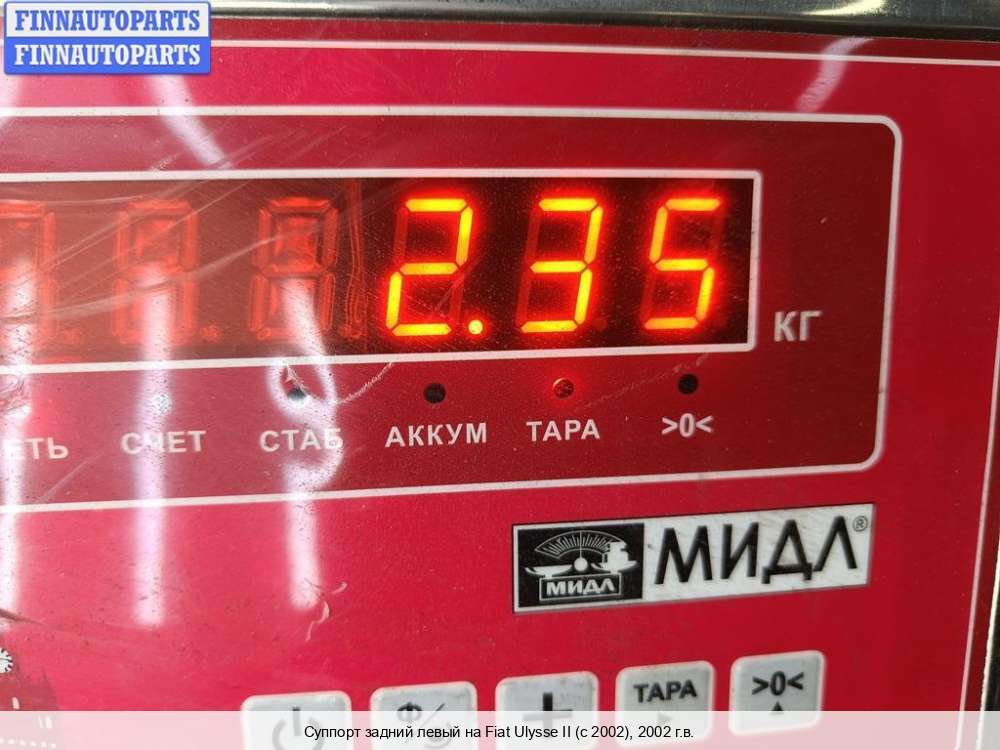 FINNAUTOPARTS
FINNAUTOPARTS
2.35
КГ
СЧЕТ СТАБ АККУМ ТАРА >0<
МИДЛ
МИДЛ®
ТАРА >0<
Суппорт задний левый на Fiat Ulysse II (с 2002), 2002 г.в.